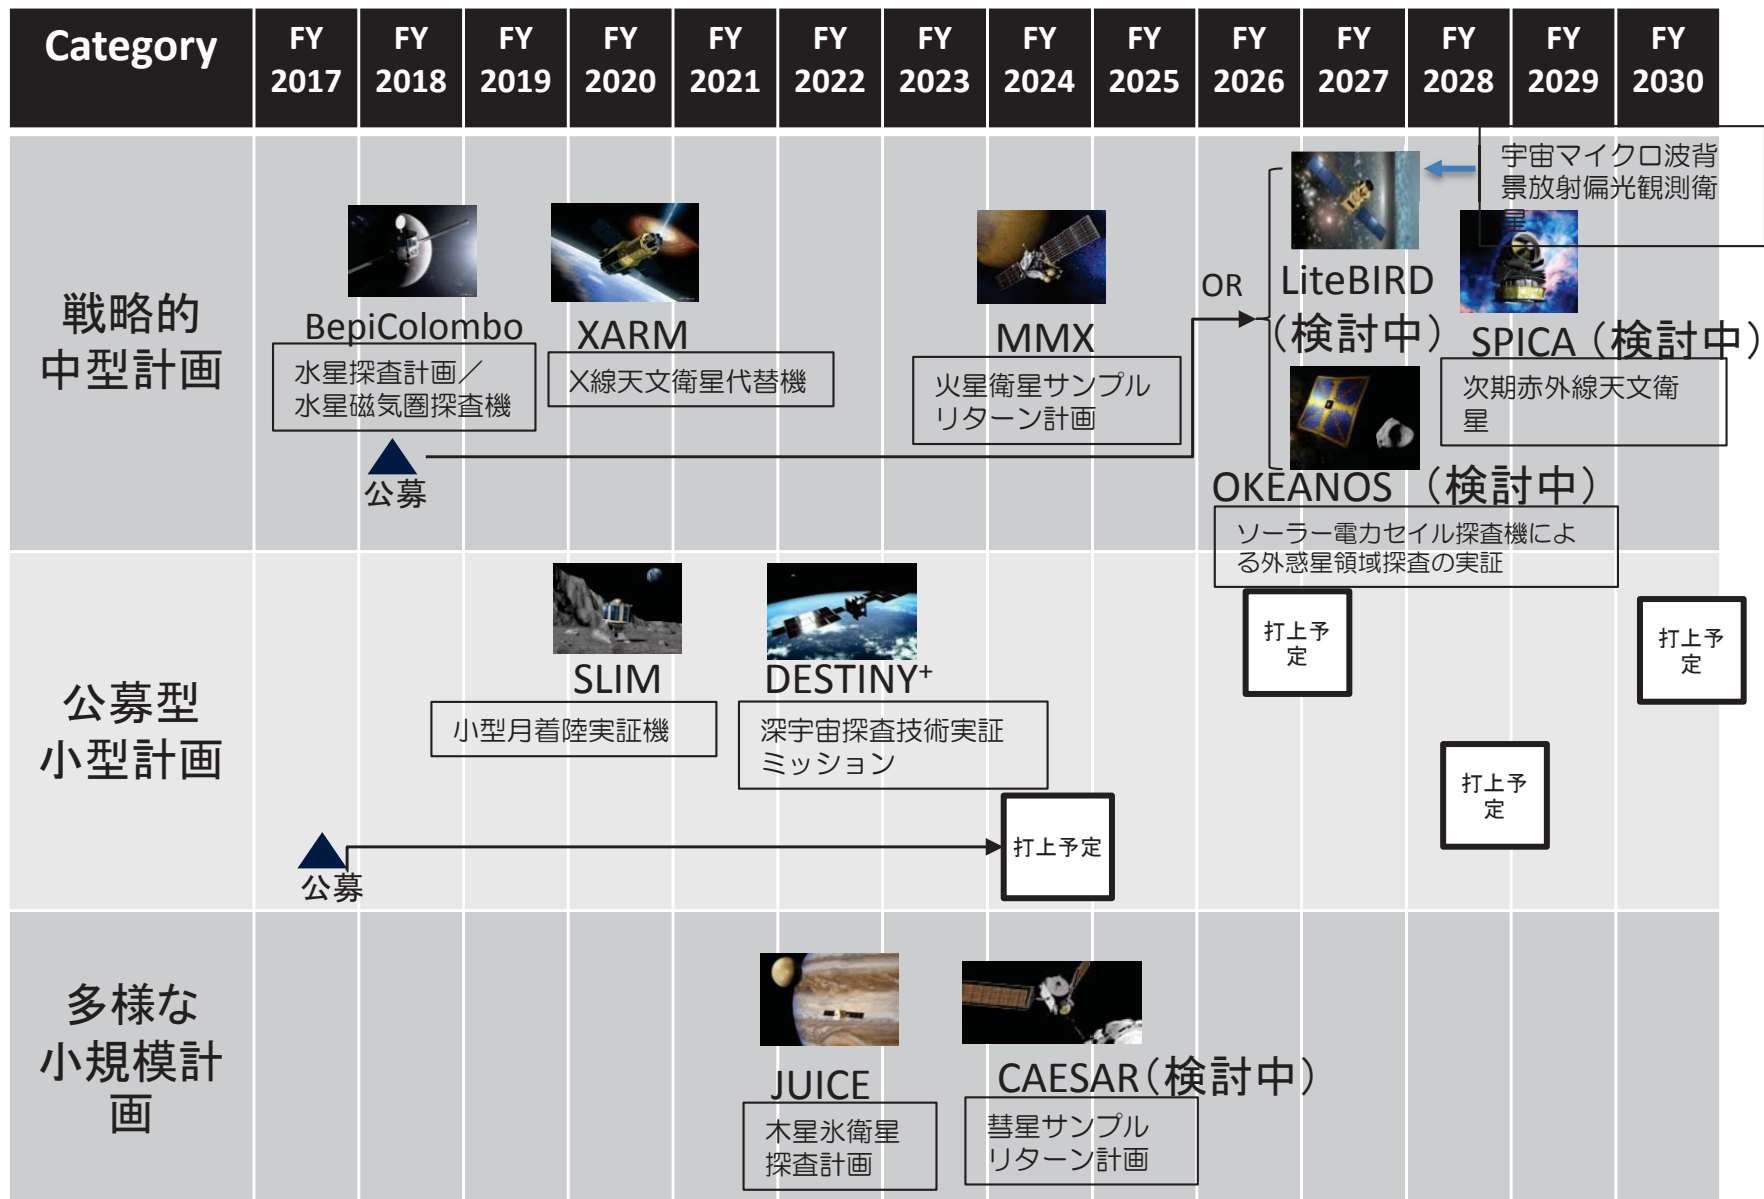 Category
FY
2017
FY
2018
FY
2019
FY
2020
FY
2021
FY
2022
FY
2023
FY
2024
FY
2025
FY
2026
FY
2027
FY
2028
FY
2029
FY
2030
戦略的
中型計画
BepiColombo
水星探査計画／
水星磁気圏探査機
公募
XARM
X線天文衛星代替機
MMX
火星衛星サンプル
リターン計画
OR
LiteBIRD
（検討中）
宇宙マイクロ波背
景放射偏光観測衛
星
SPICA（検討中）
次期赤外線天文衛
星
OKEANOS （検討中）
ソーラー電力セイル探査機によ
る外惑星領域探査の実証
公募型
小型計画
SLIM
小型月着陸実証機
DESTINY+
深宇宙探査技術実証
ミッション
公募
打上予定
打上予
定
打上予
定
打上予
定
多様な
小規模計
画
JUICE
木星氷衛星
探査計画
CAESAR（検討中）
彗星サンプル
リターン計画